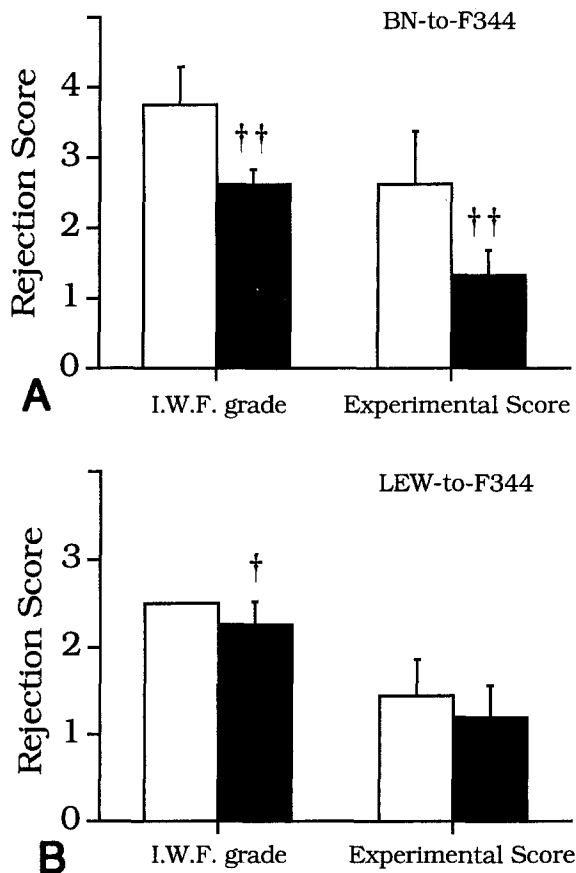 BN-to-F344
Rejection Score
4
3
2
1
0
††
††
A
I.W.F. grade
Experimental Score
LEW-to-F344
Rejection Score
3
2
1
0
†
B
I.W.F. grade
Experimental Score